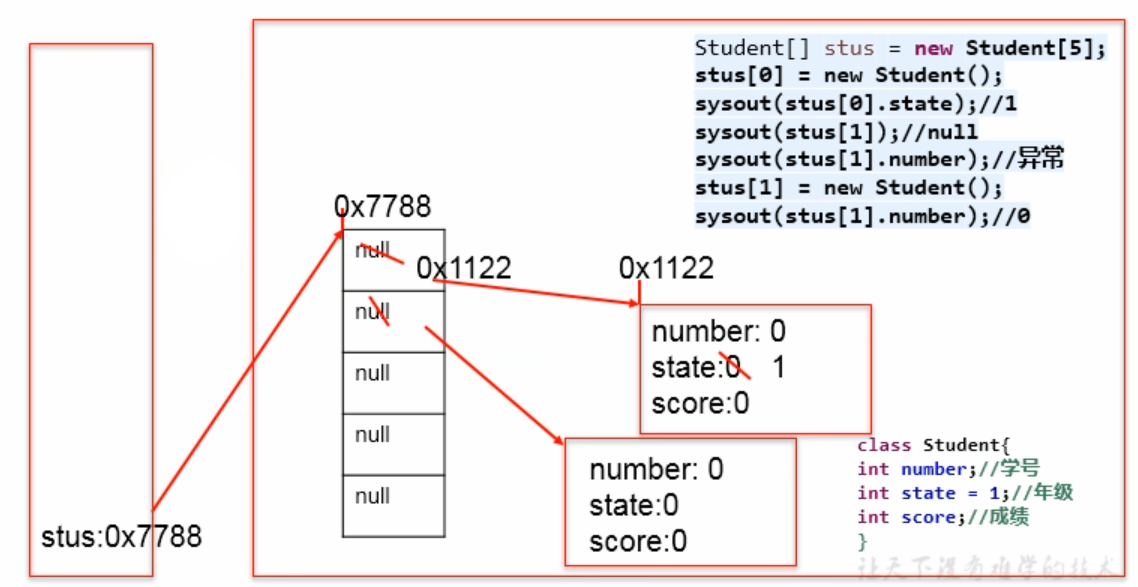 Student[] stus = new Student[5];
stus[0] = new Student();
sysout(stus[0].state);//1
sysout(stus[1]);//null
sysout(stus[1].number);//异常
stus[1] = new Student();
sysout(stus[1].number);//0
0x7788
null
0x1122
0x1122
null
number: 0
state:0 1
score:0
null
null
number: 0
state:0
score:0
null
stus:0x7788
class Student{
int number;//学号
int state = 1;//年级
int score;//成绩
}
让天下没有难学的技术